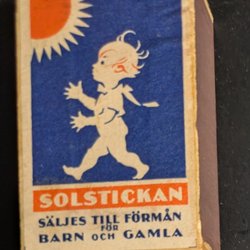 SOLSTICKAN
SÄLJES TILL FÖRMÅN
FÖR
BARN OCH GAMLA